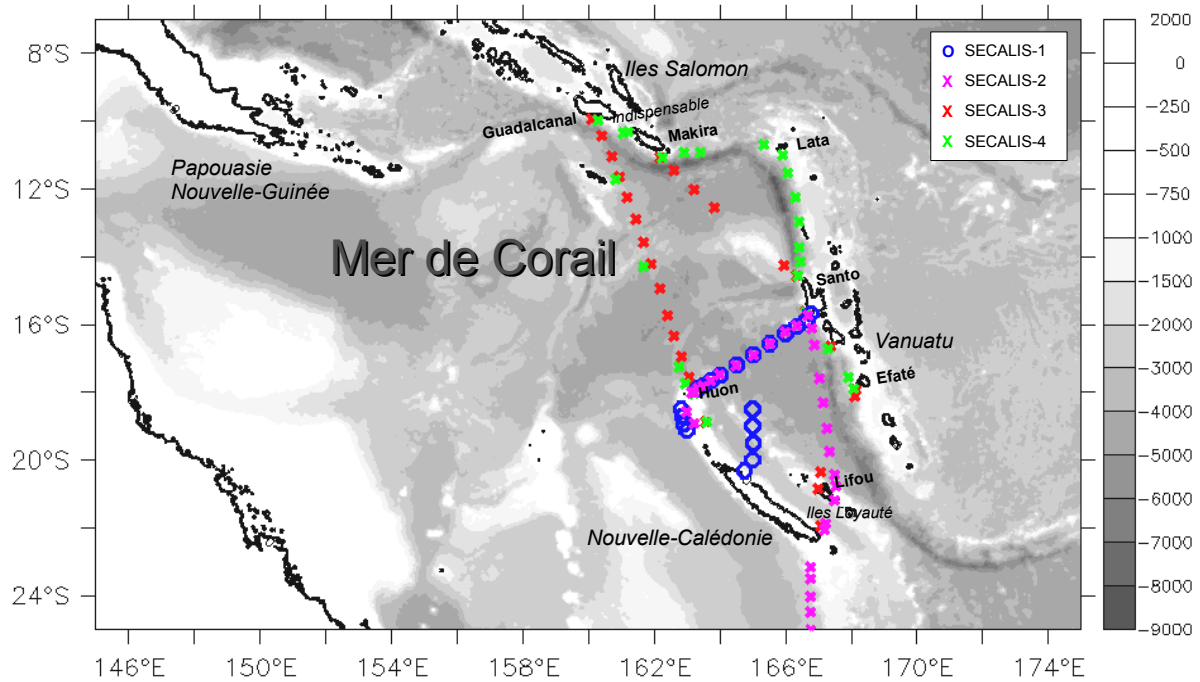 8°S
12°S
16°S
20°S
24°S
146°E
150°E
154°E
158°E
162°E
166°E
170°E
174°E
Iles Salomon
Indispensable
Guadalcanal
Makira
Lata
Papouasie
Nouvelle-Guinée
Mer de Corail
Santo
Vanuatu
Efaté
Huon
Lifou
Iles Loyauté
Nouvelle-Calédonie
SECALIS-1
SECALIS-2
SECALIS-3
SECALIS-4
2000
0
-250
-500
-750
-1000
-2000
-3000
-4000
-5000
-6000
-7000
-8000
-9000